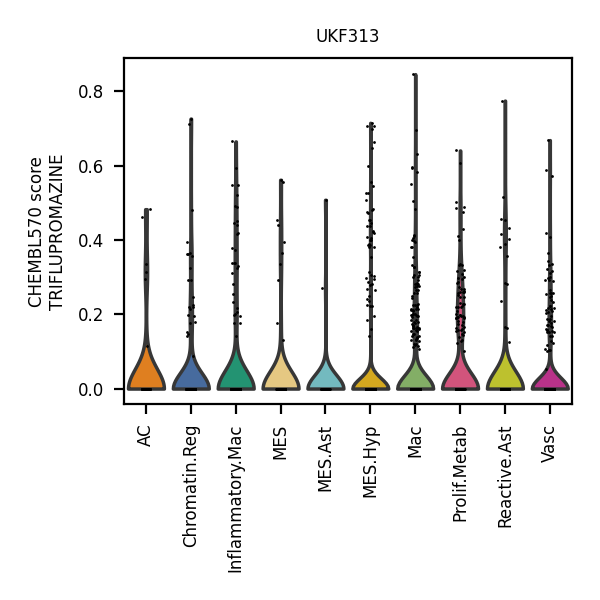 UKF313
CHEMBL570 score
TRIFLUPROMAZINE
0.8
0.6
0.4
0.2
0.0
AC
Chromatin.Reg
Inflammatory.Mac
MES
MES.Ast
MES.Hyp
Mac
Prolif.Metab
Reactive.Ast
Vasc